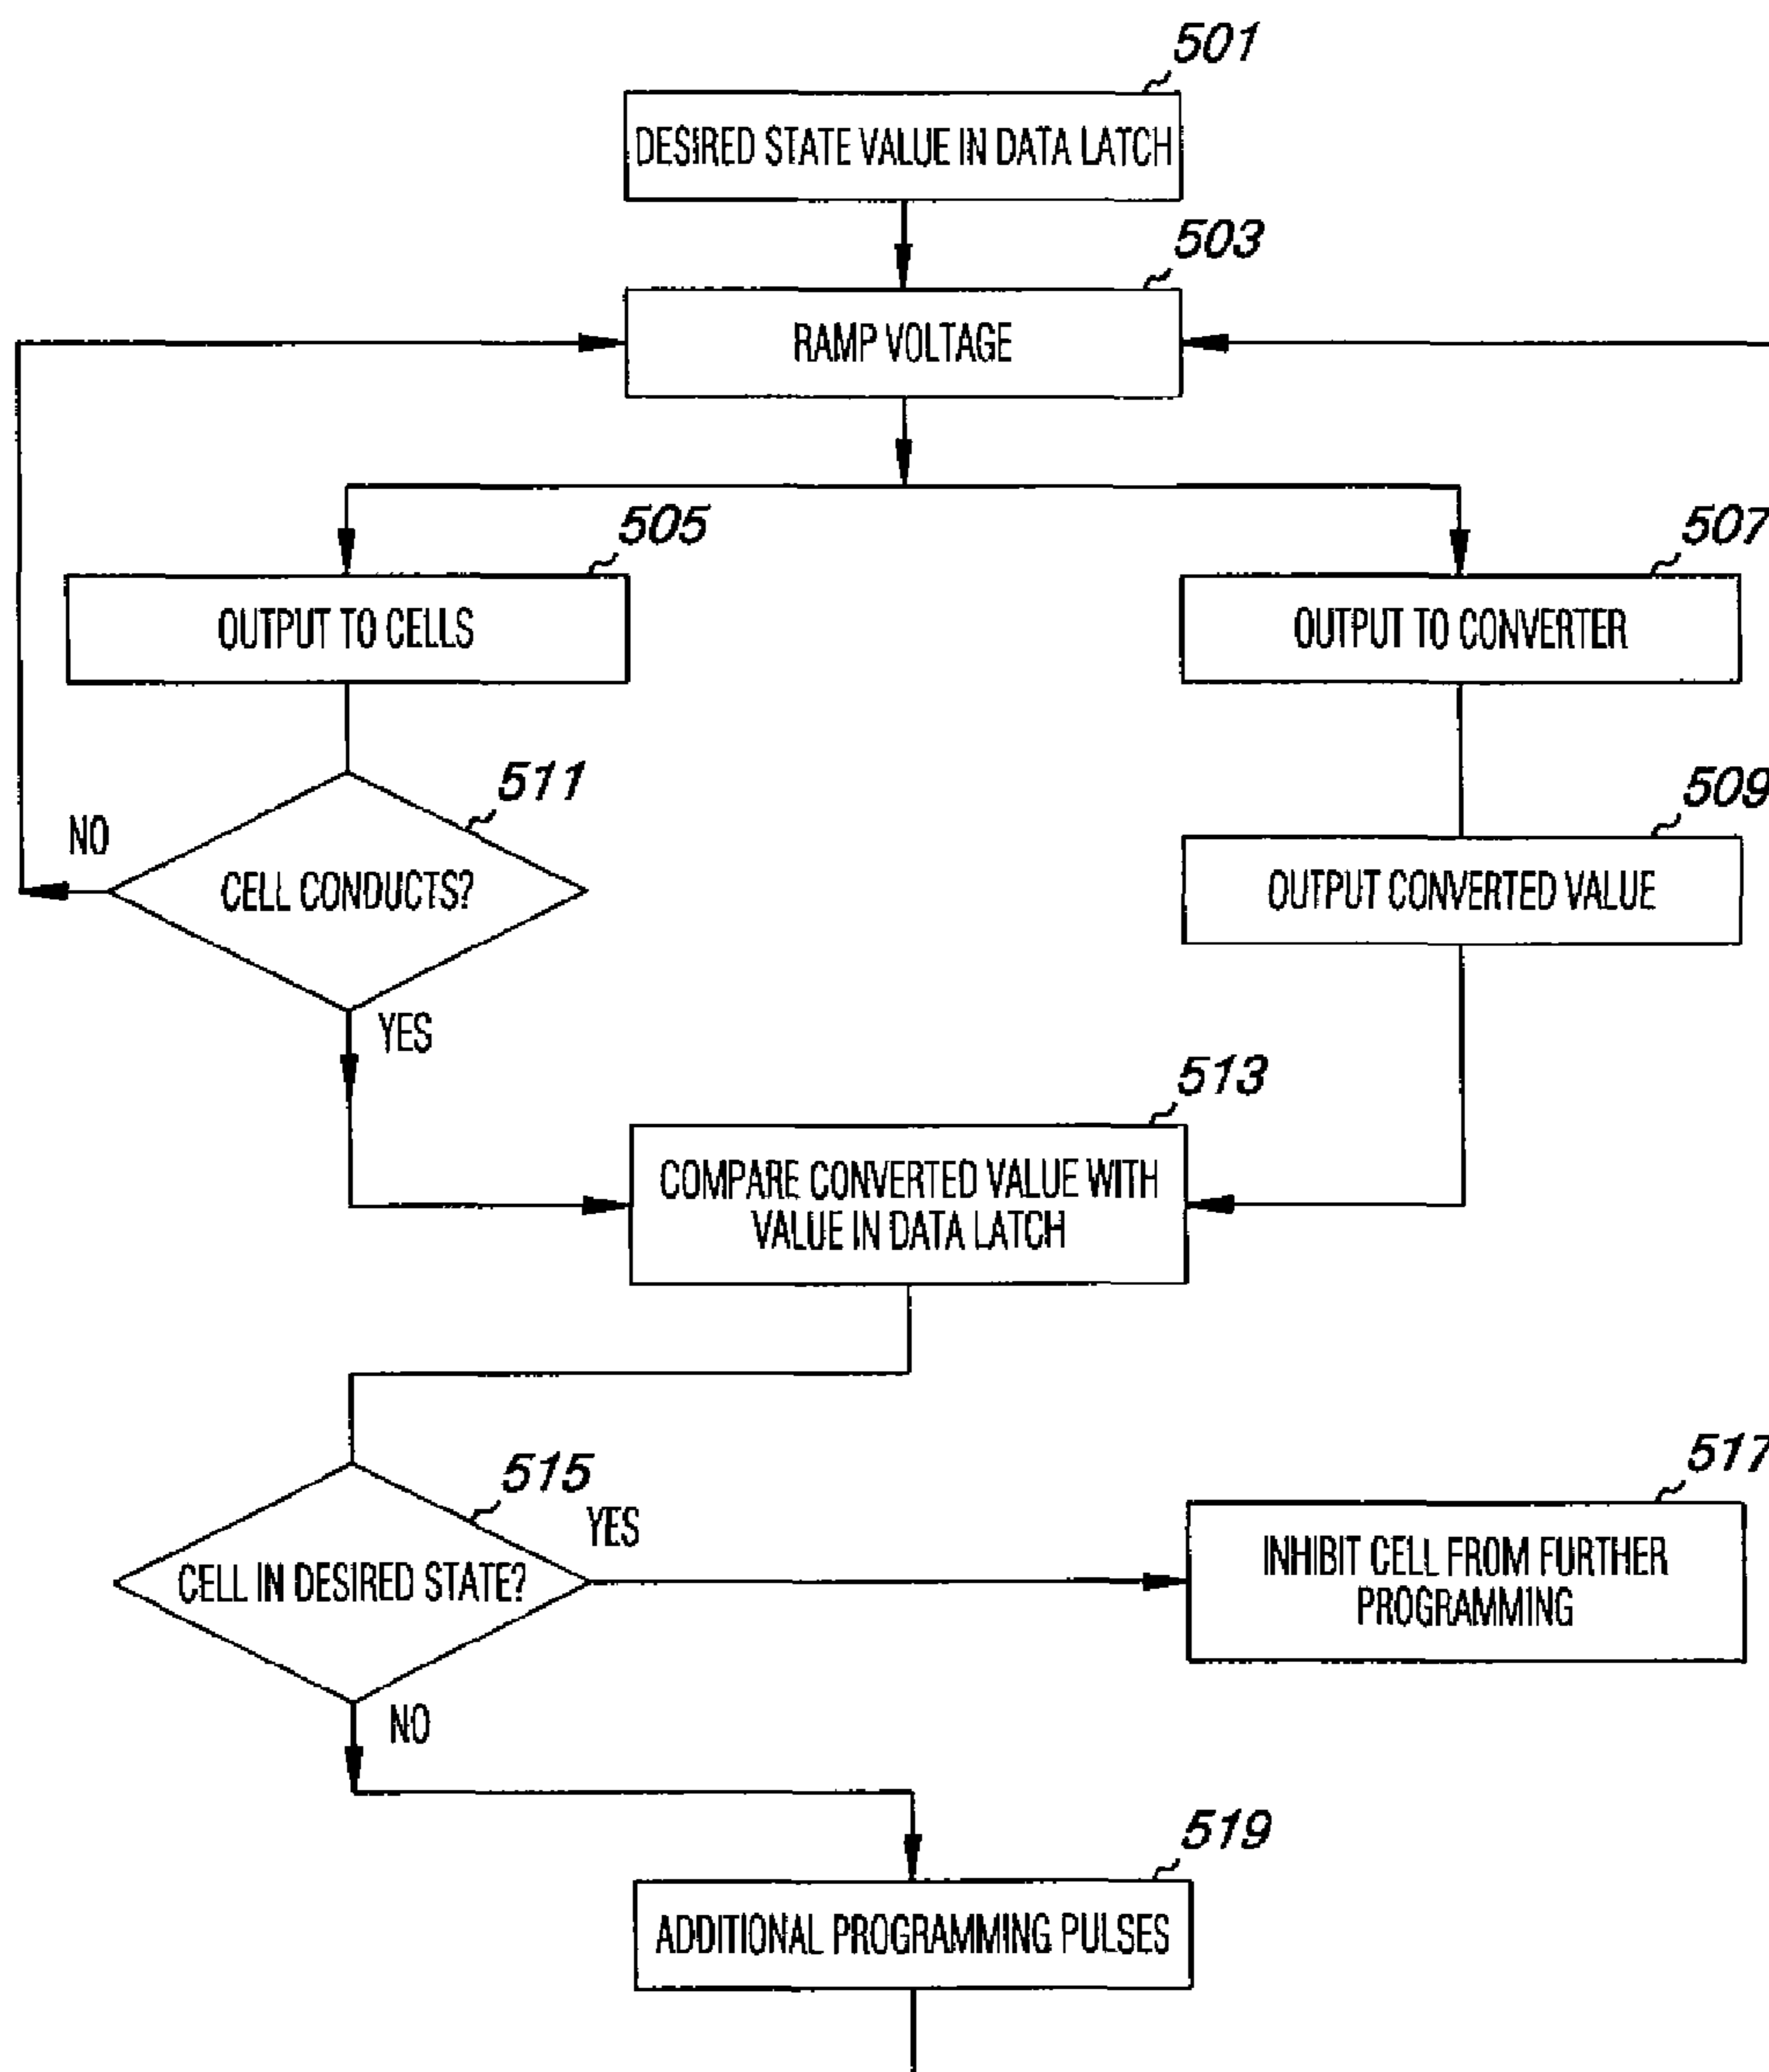 501
DESIRED STATE VALUE IN DATA LATCH
503
RAMP VOLTAGE
505
OUTPUT TO CELLS
507
OUTPUT TO CONVERTER
511
NO
CELL CONDUCTS?
YES
509
OUTPUT CONVERTED VALUE
513
COMPARE CONVERTED VALUE WITH
VALUE IN DATA LATCH
515
YES
CELL IN DESIRED STATE?
NO
517
INHIBIT CELL FROM FURTHER
PROGRAMMING
519
ADDITIONAL PROGRAMMING PULSES